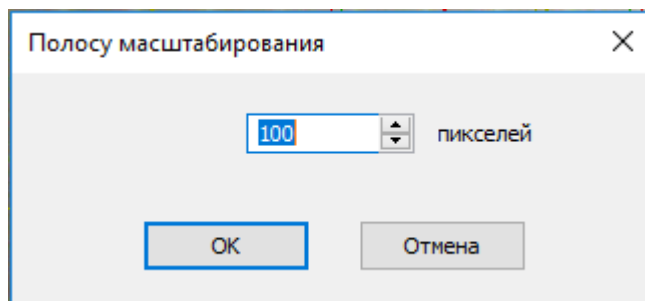 Полосу масштабирования
100 пикселей
OK Отмена